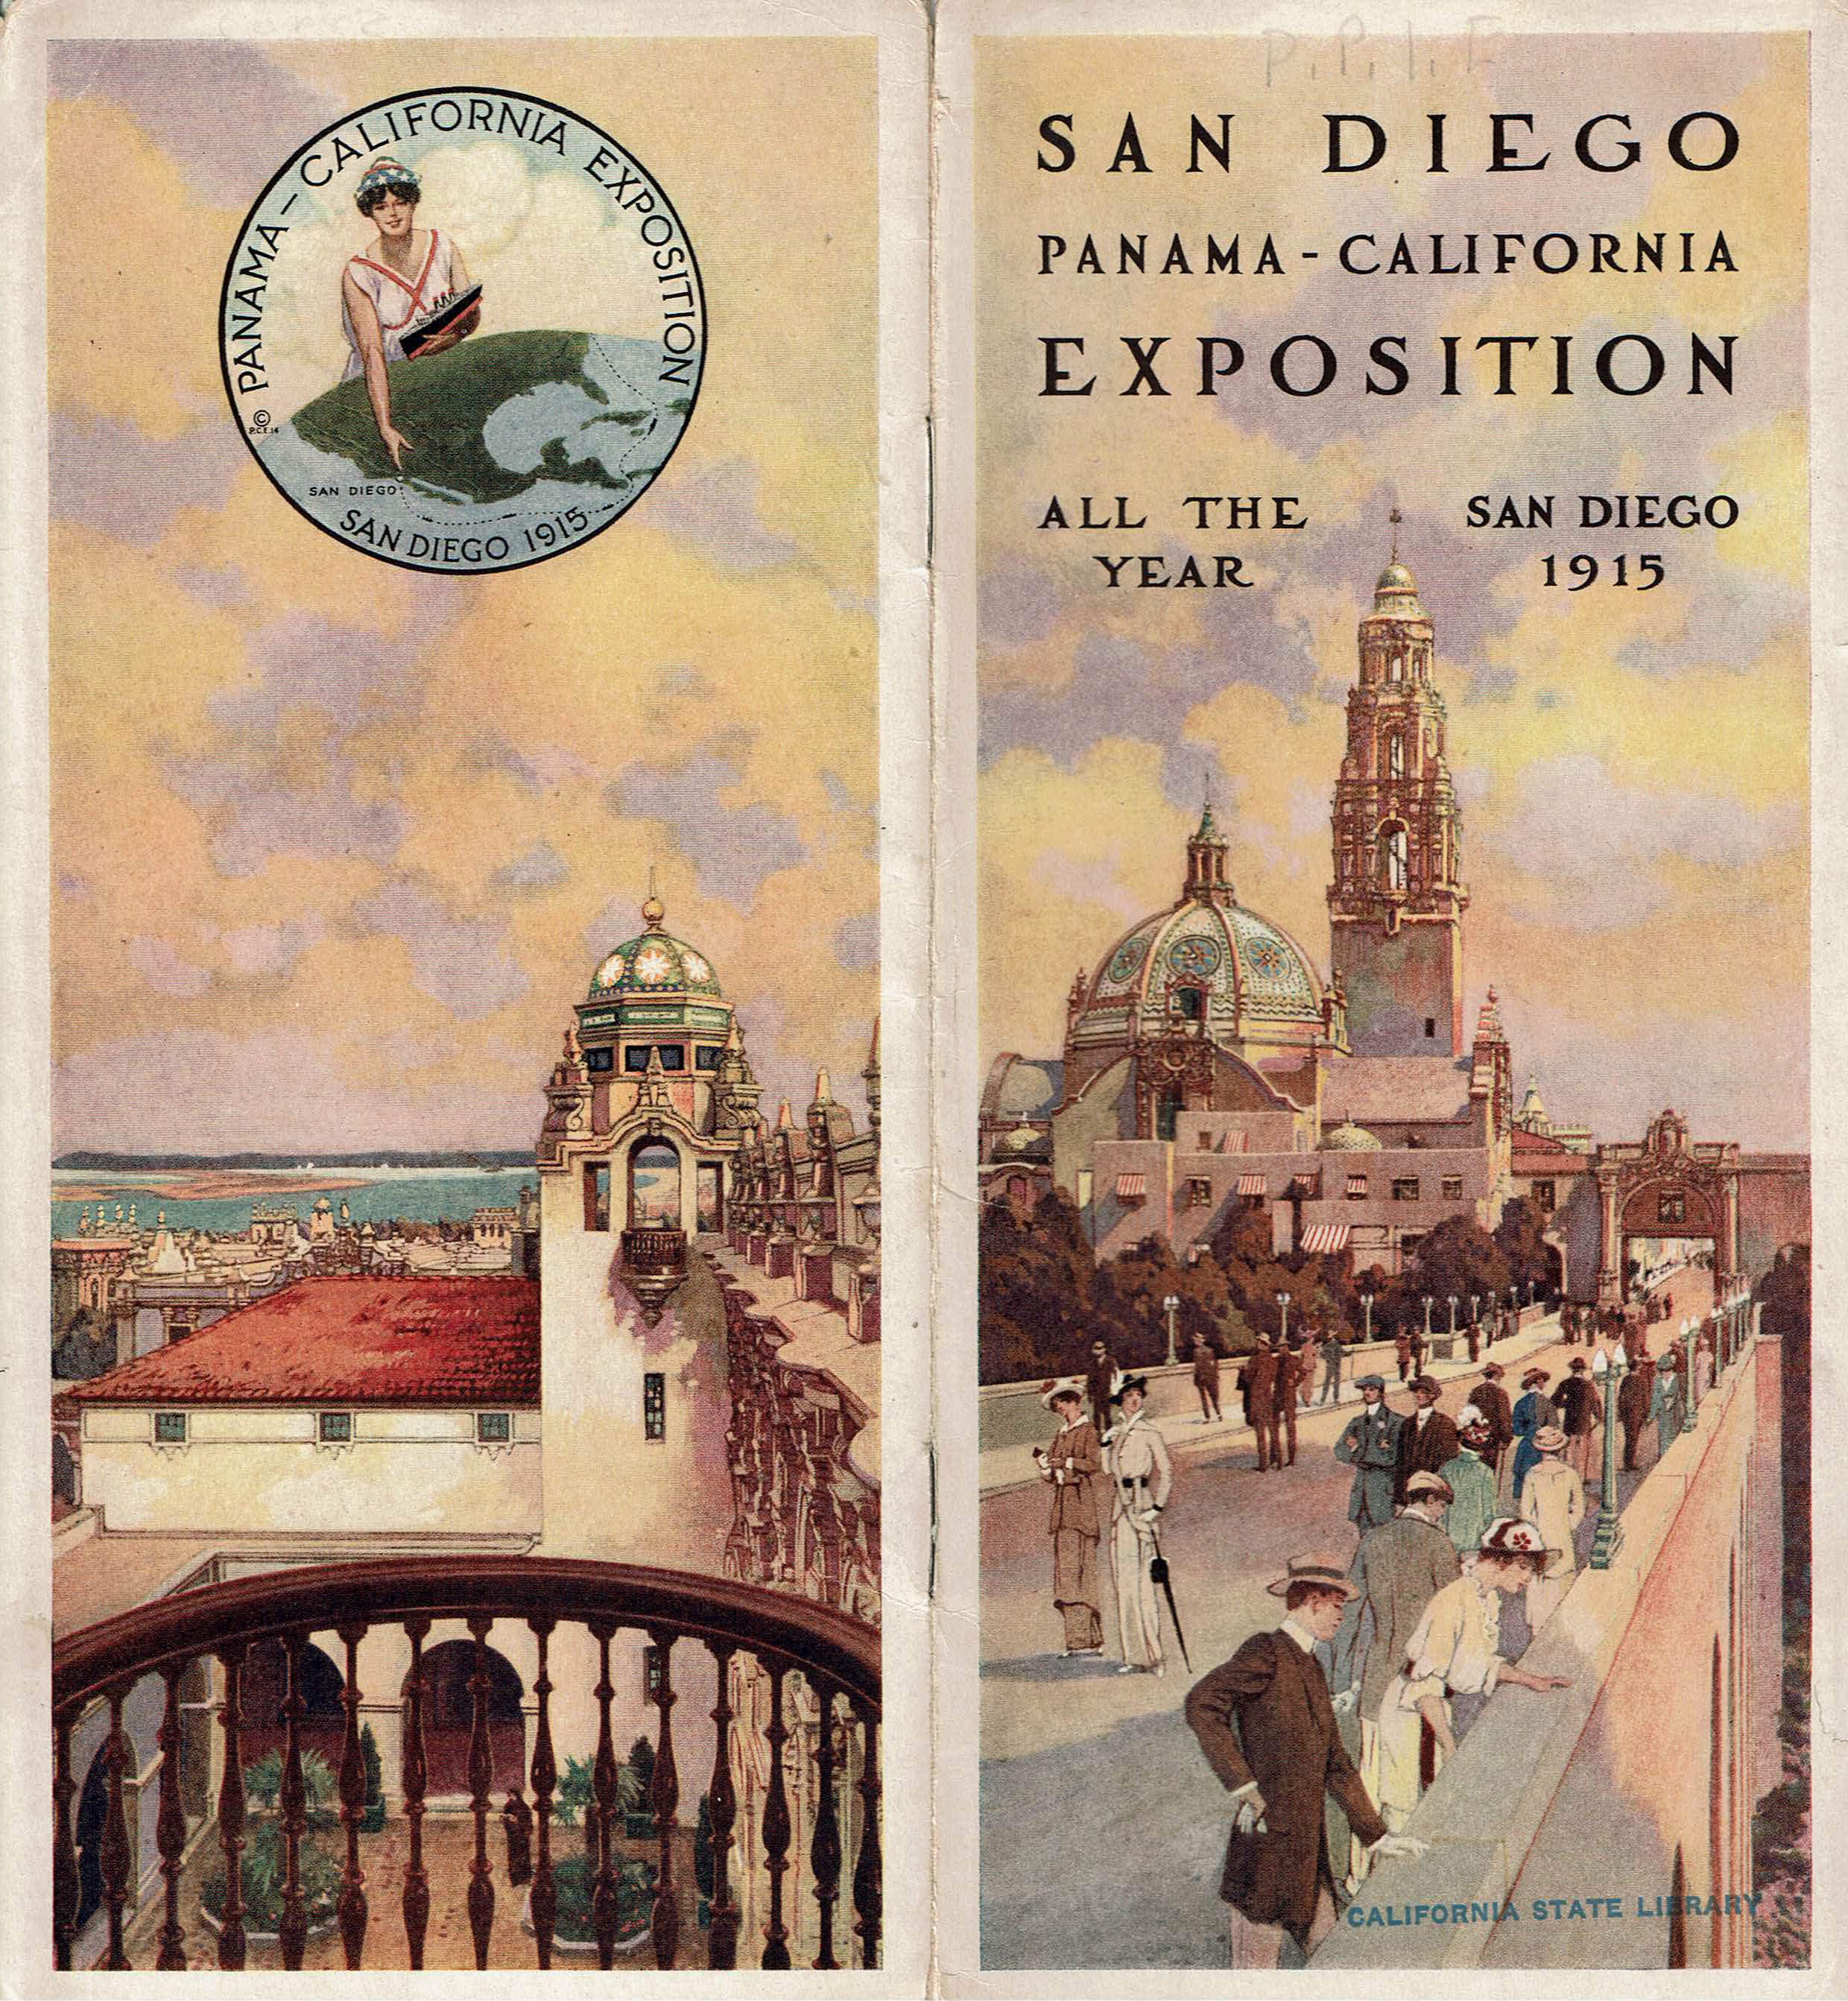 PANAMA – CALIFORNIA EXPOSITION
© P.C.E.14
SAN DIEGO
SAN DIEGO 1915
P.P.I.E
SAN DIEGO
PANAMA - CALIFORNIA
EXPOSITION
ALL THE
YEAR
SAN DIEGO
1915
CALIFORNIA STATE LIBRARY